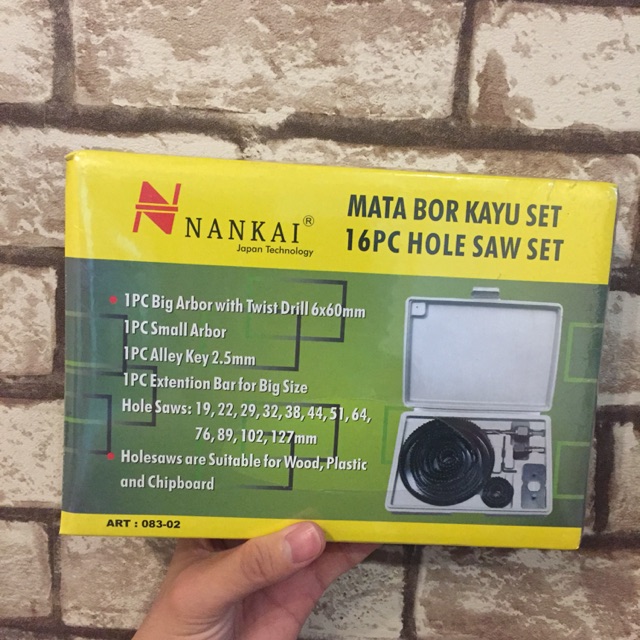 NANKAI®
Japan Technology
MATA BOR KAYU SET
16PC HOLE SAW SET
1PC Big Arbor with Twist Drill 6x60mm
1PC Small Arbor
1PC Alley Key 2.5mm
1PC Extention Bar for Big Size
Hole Saws: 19, 22, 29, 32, 38, 44, 51, 64,
76, 89, 102, 127mm
Holesaws are Suitable for Wood, Plastic
and Chipboard
ART : 083-02